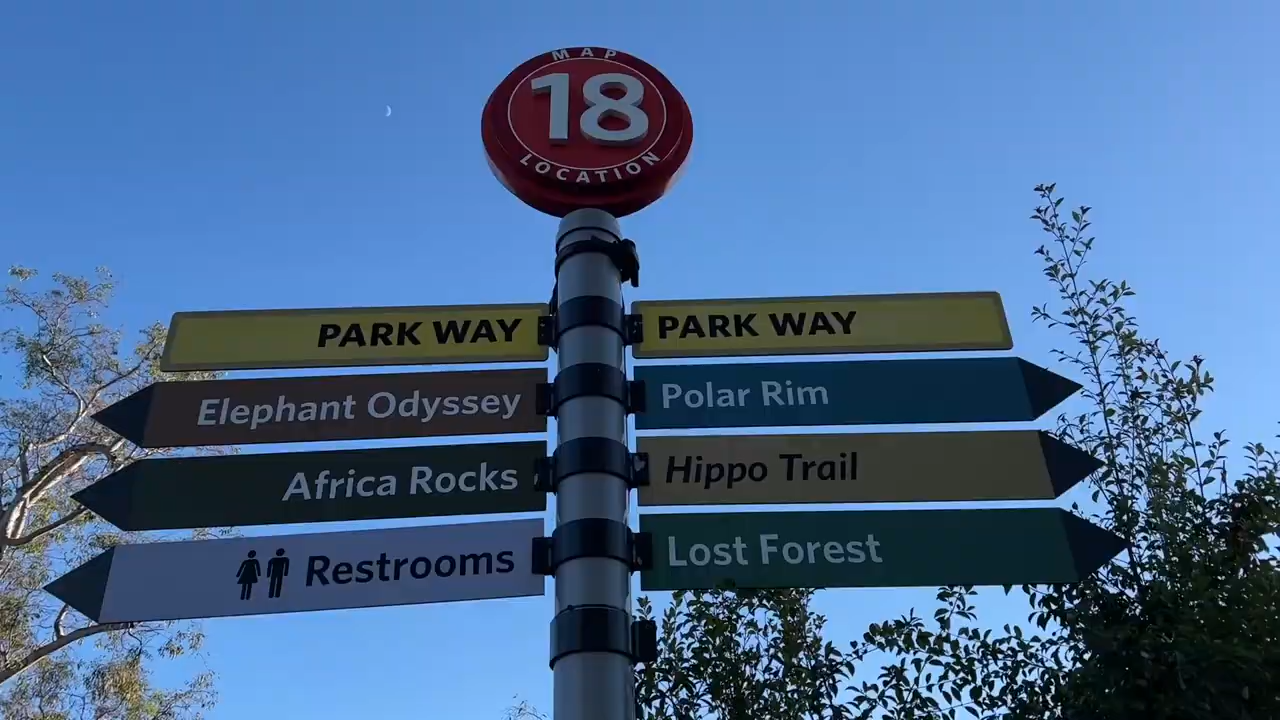 MAP
18
LOCATION
PARK WAY
Elephant Odyssey
Africa Rocks
Restrooms
PARK WAY
Polar Rim
Hippo Trail
Lost Forest